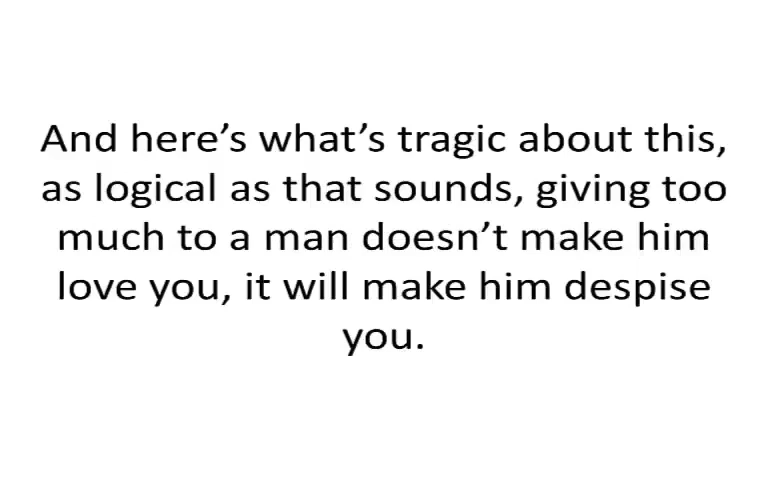 And here’s what’s tragic about this,
as logical as that sounds, giving too
much to a man doesn’t make him
love you, it will make him despise
you.